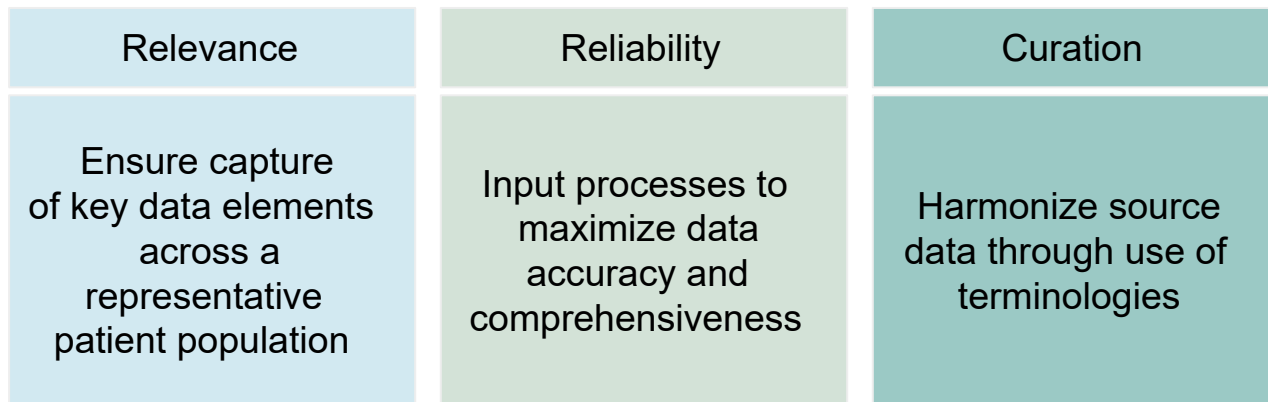 Relevance
Ensure capture
of key data elements
across a
representative
patient population
Reliability
Input processes to
maximize data
accuracy and
comprehensiveness
Curation
Harmonize source
data through use of
terminologies